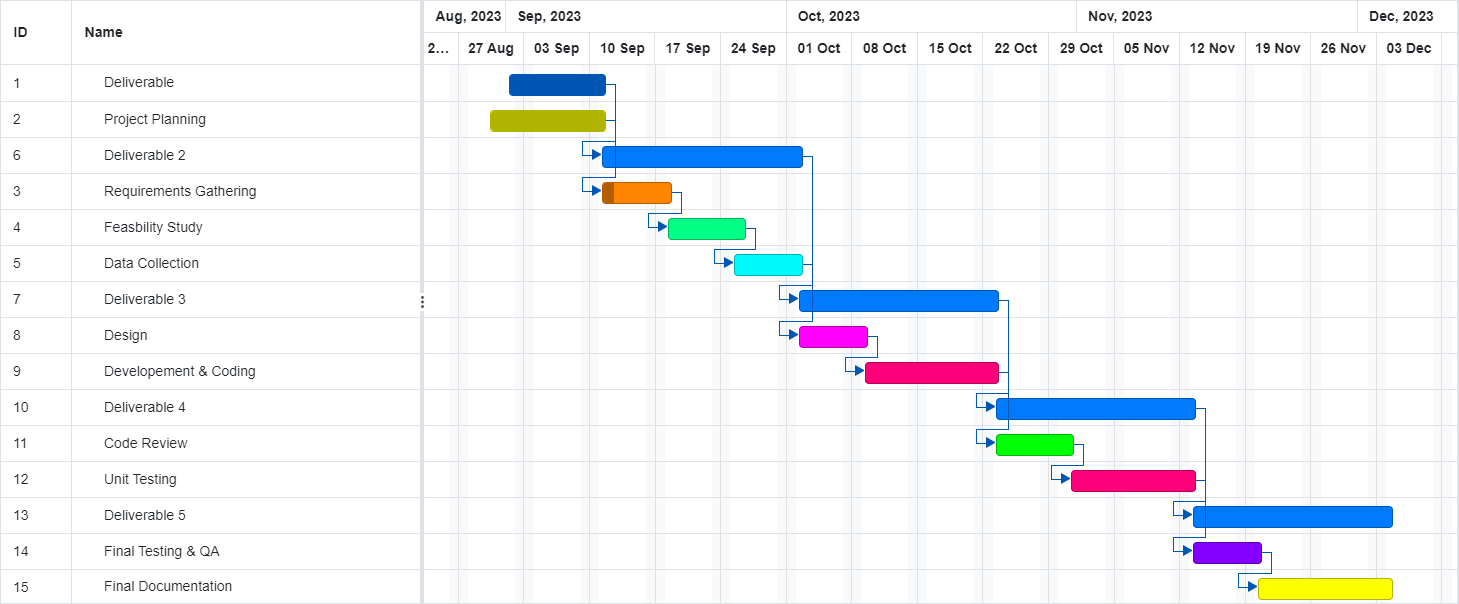 ID Name Aug, 2023 Sep, 2023 Oct, 2023 Nov, 2023 Dec, 2023
2... 27 Aug 03 Sep 10 Sep 17 Sep 24 Sep 01 Oct 08 Oct 15 Oct 22 Oct 29 Oct 05 Nov 12 Nov 19 Nov 26 Nov 03 Dec
1 Deliverable
2 Project Planning
6 Deliverable 2
3 Requirements Gathering
4 Feasbility Study
5 Data Collection
7 Deliverable 3
8 Design
9 Developement & Coding
10 Deliverable 4
11 Code Review
12 Unit Testing
13 Deliverable 5
14 Final Testing & QA
15 Final Documentation